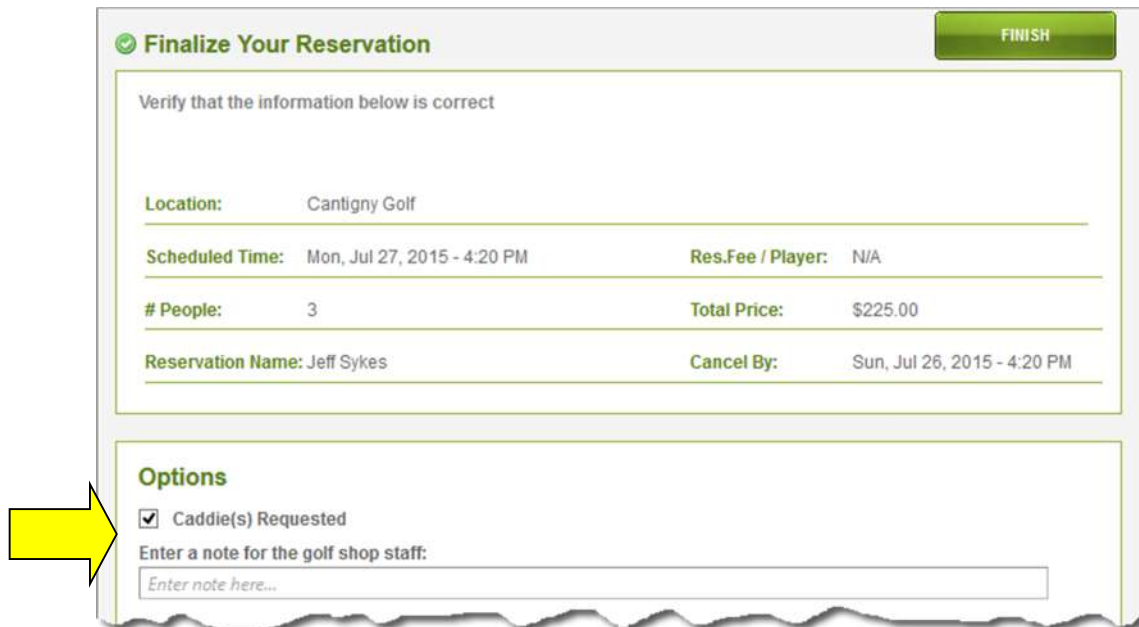 Finalize Your Reservation
FINISH
Verify that the information below is correct
Location: Cantigny Golf
Scheduled Time: Mon, Jul 27, 2015 - 4:20 PM Res.Fee / Player: N/A
# People: 3 Total Price: $225.00
Reservation Name: Jeff Sykes Cancel By: Sun, Jul 26, 2015 - 4:20 PM
Options
Caddie(s) Requested
Enter a note for the golf shop staff:
Enter note here...